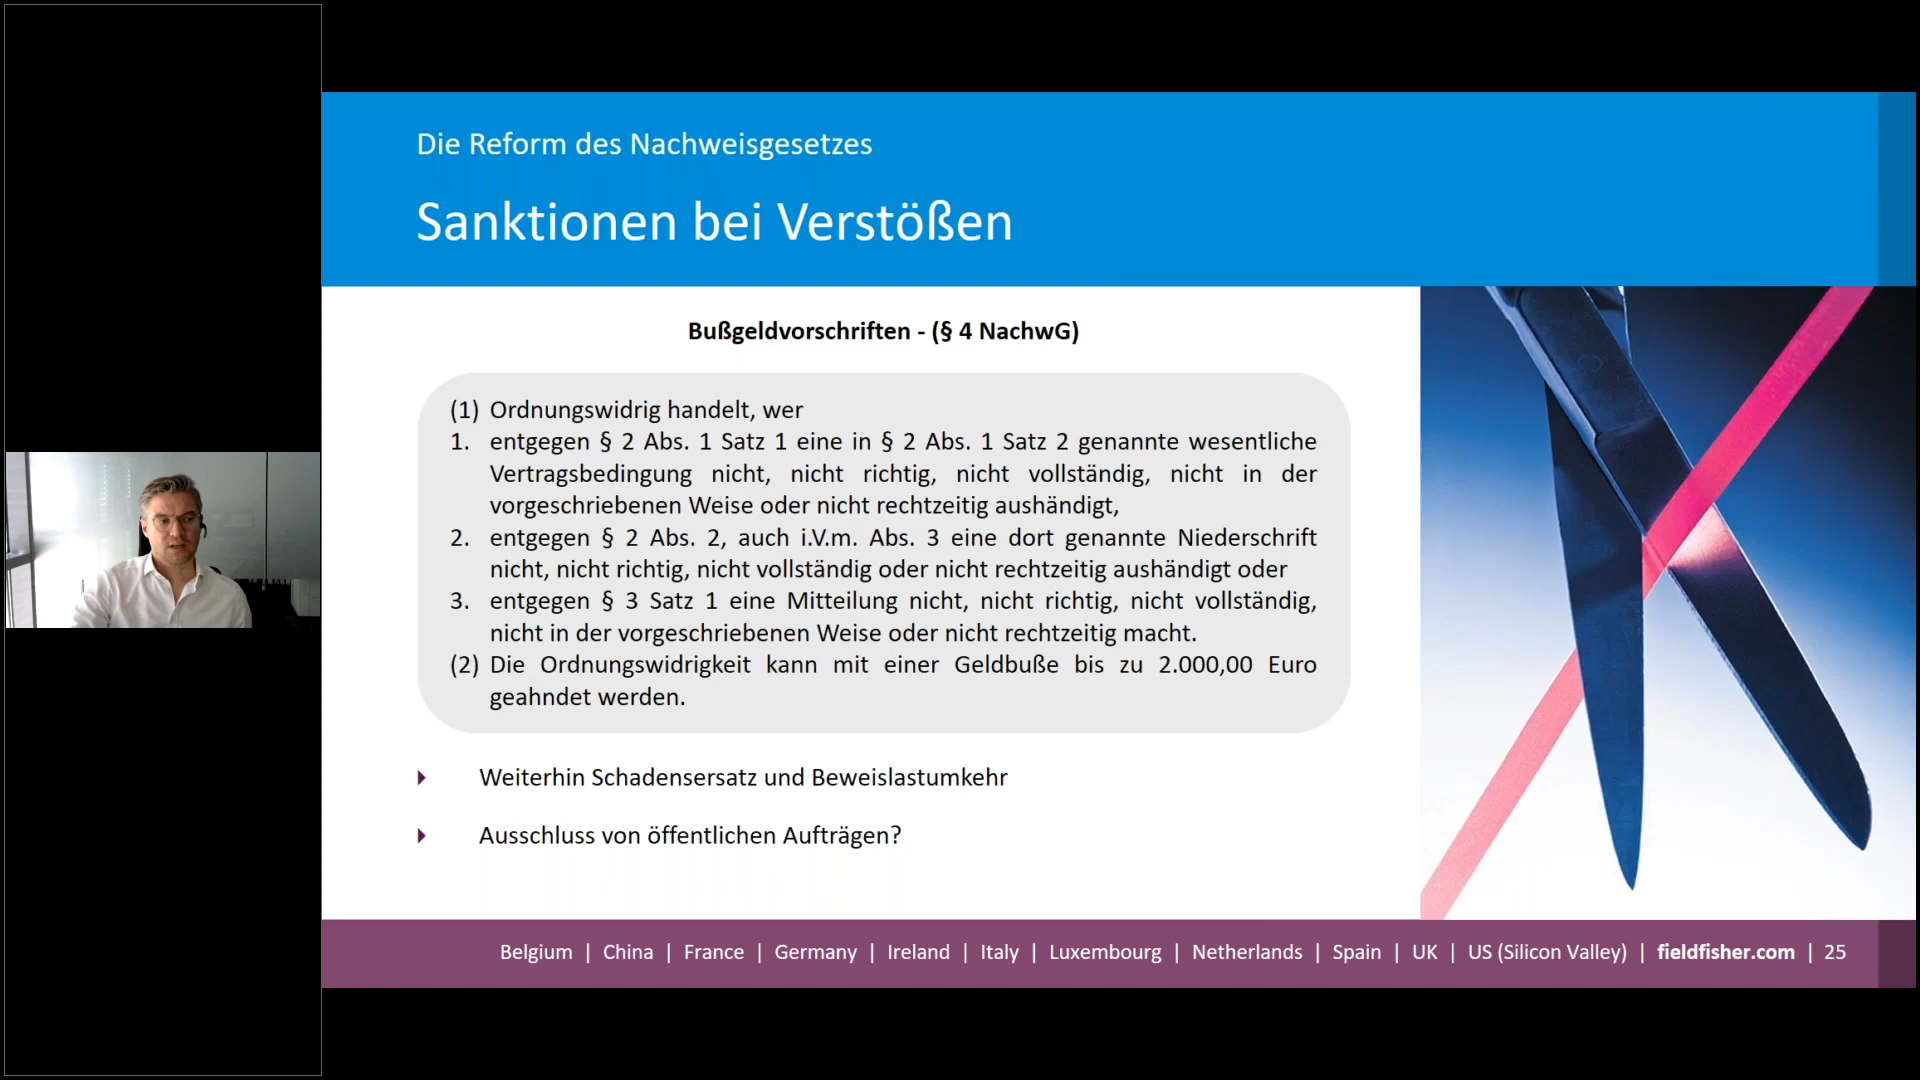 Die Reform des Nachweisgesetzes
Sanktionen bei Verstößen
Bußgeldvorschriften - (§ 4 NachwG)
(1) Ordnungswidrig handelt, wer
1. entgegen § 2 Abs. 1 Satz 1 eine in § 2 Abs. 1 Satz 2 genannte wesentliche
Vertragsbedingung nicht, nicht richtig, nicht vollständig, nicht in der
vorgeschriebenen Weise oder nicht rechtzeitig aushändigt,
2. entgegen § 2 Abs. 2, auch i.V.m. Abs. 3 eine dort genannte Niederschrift
nicht, nicht richtig, nicht vollständig oder nicht rechtzeitig aushändigt oder
3. entgegen § 3 Satz 1 eine Mitteilung nicht, nicht richtig, nicht vollständig,
nicht in der vorgeschriebenen Weise oder nicht rechtzeitig macht.
(2) Die Ordnungswidrigkeit kann mit einer Geldbuße bis zu 2.000,00 Euro
geahndet werden.
Weiterhin Schadensersatz und Beweislastumkehr
Ausschluss von öffentlichen Aufträgen?
Belgium | China | France | Germany | Ireland | Italy | Luxembourg | Netherlands | Spain | UK | US (Silicon Valley) | fieldfisher.com | 25